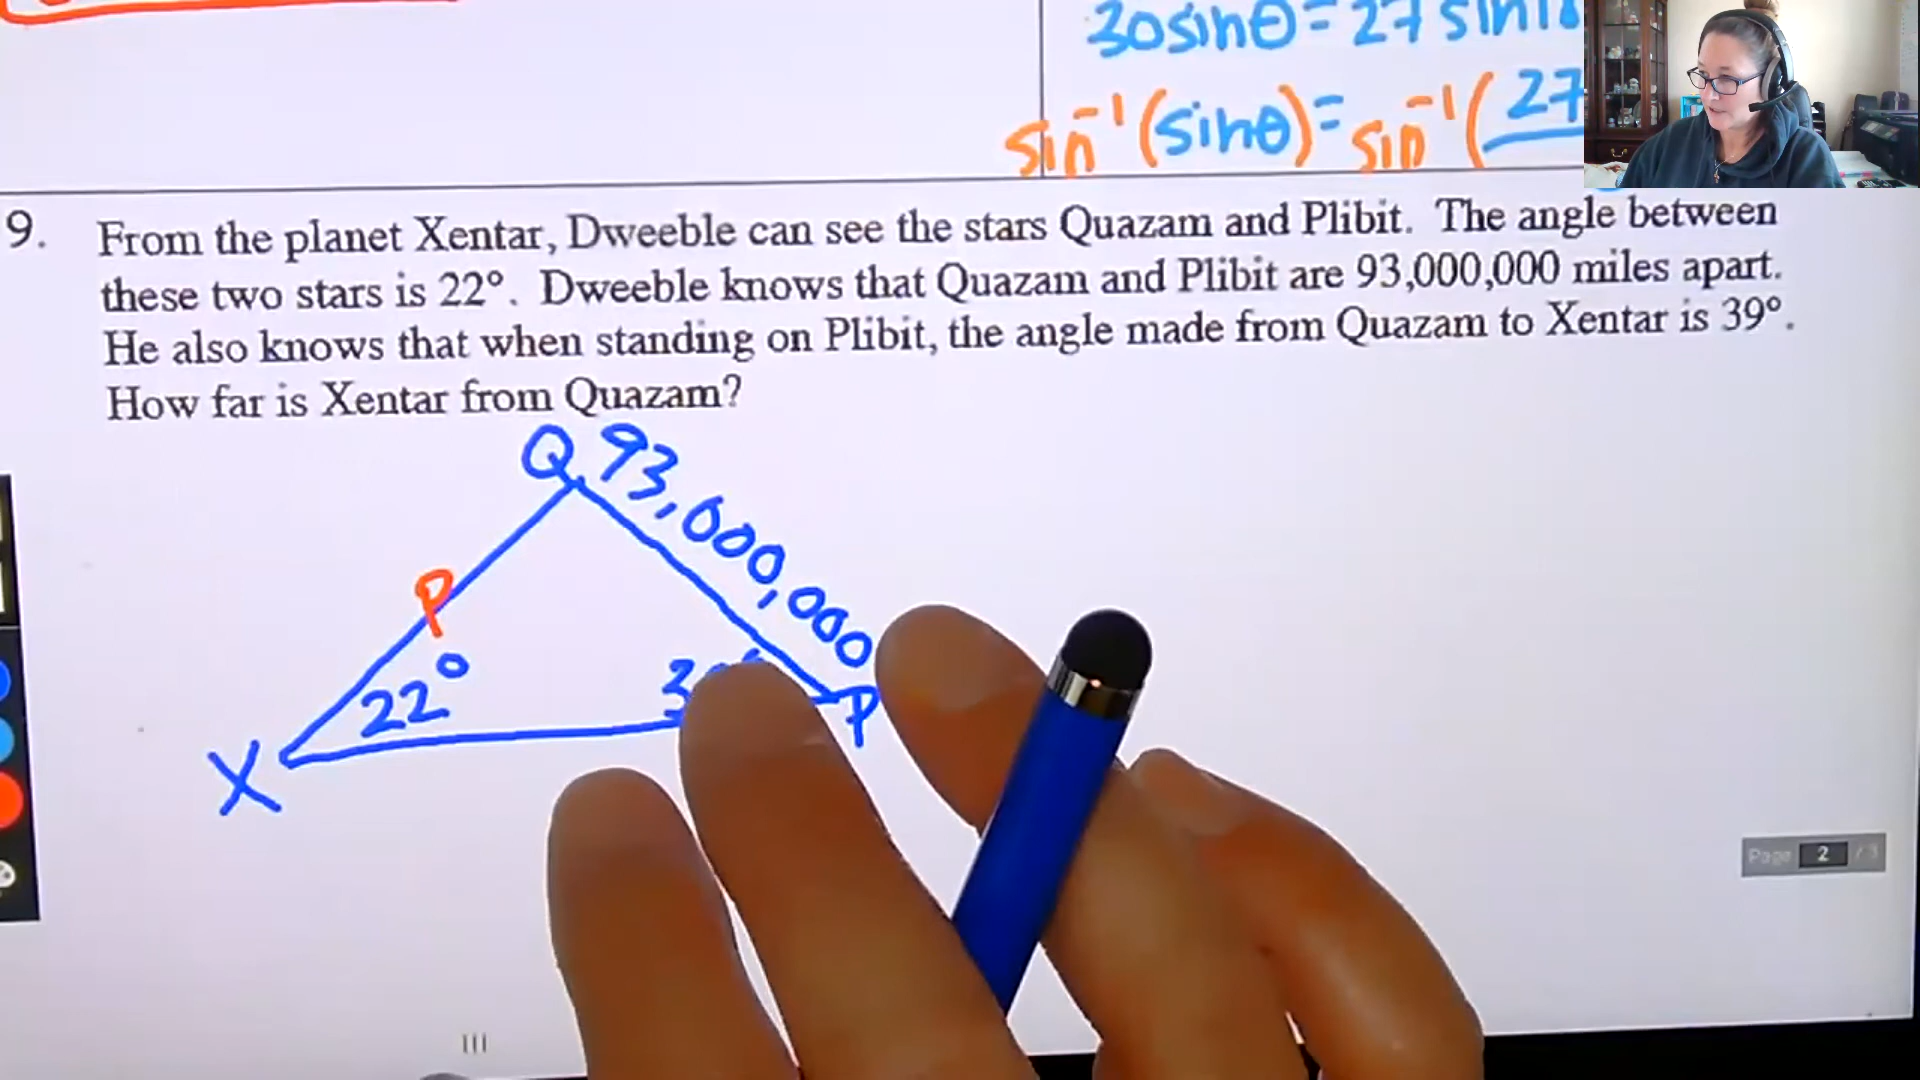 30sinθ=27sin
sin⁻¹(sinθ)=sin⁻¹(27
9. From the planet Xentar, Dweeble can see the stars Quazam and Plibit. The angle between
these two stars is 22°. Dweeble knows that Quazam and Plibit are 93,000,000 miles apart.
He also knows that when standing on Plibit, the angle made from Quazam to Xentar is 39°.
How far is Xentar from Quazam?
Q 93,000,000
P
22°
P
X
Page 2 / 3
III